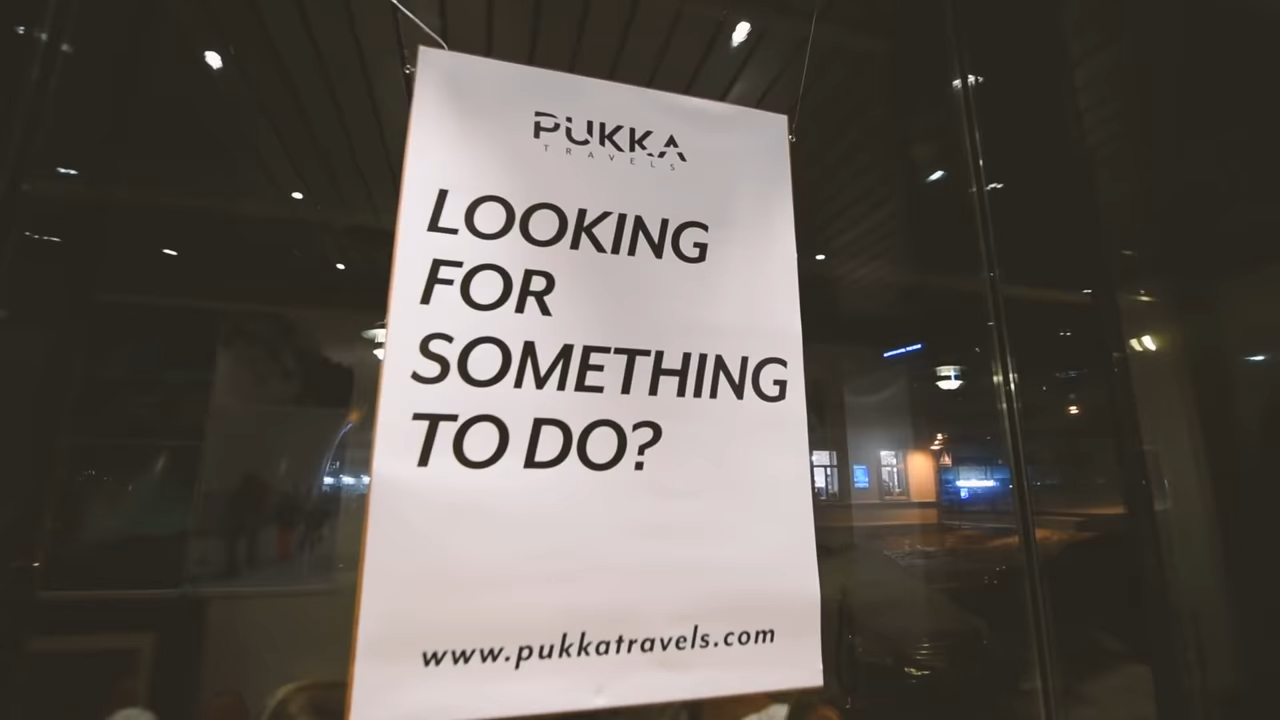 PUKKA
TRAVELS
LOOKING
FOR
SOMETHING
TO DO?
www.pukkatravels.com